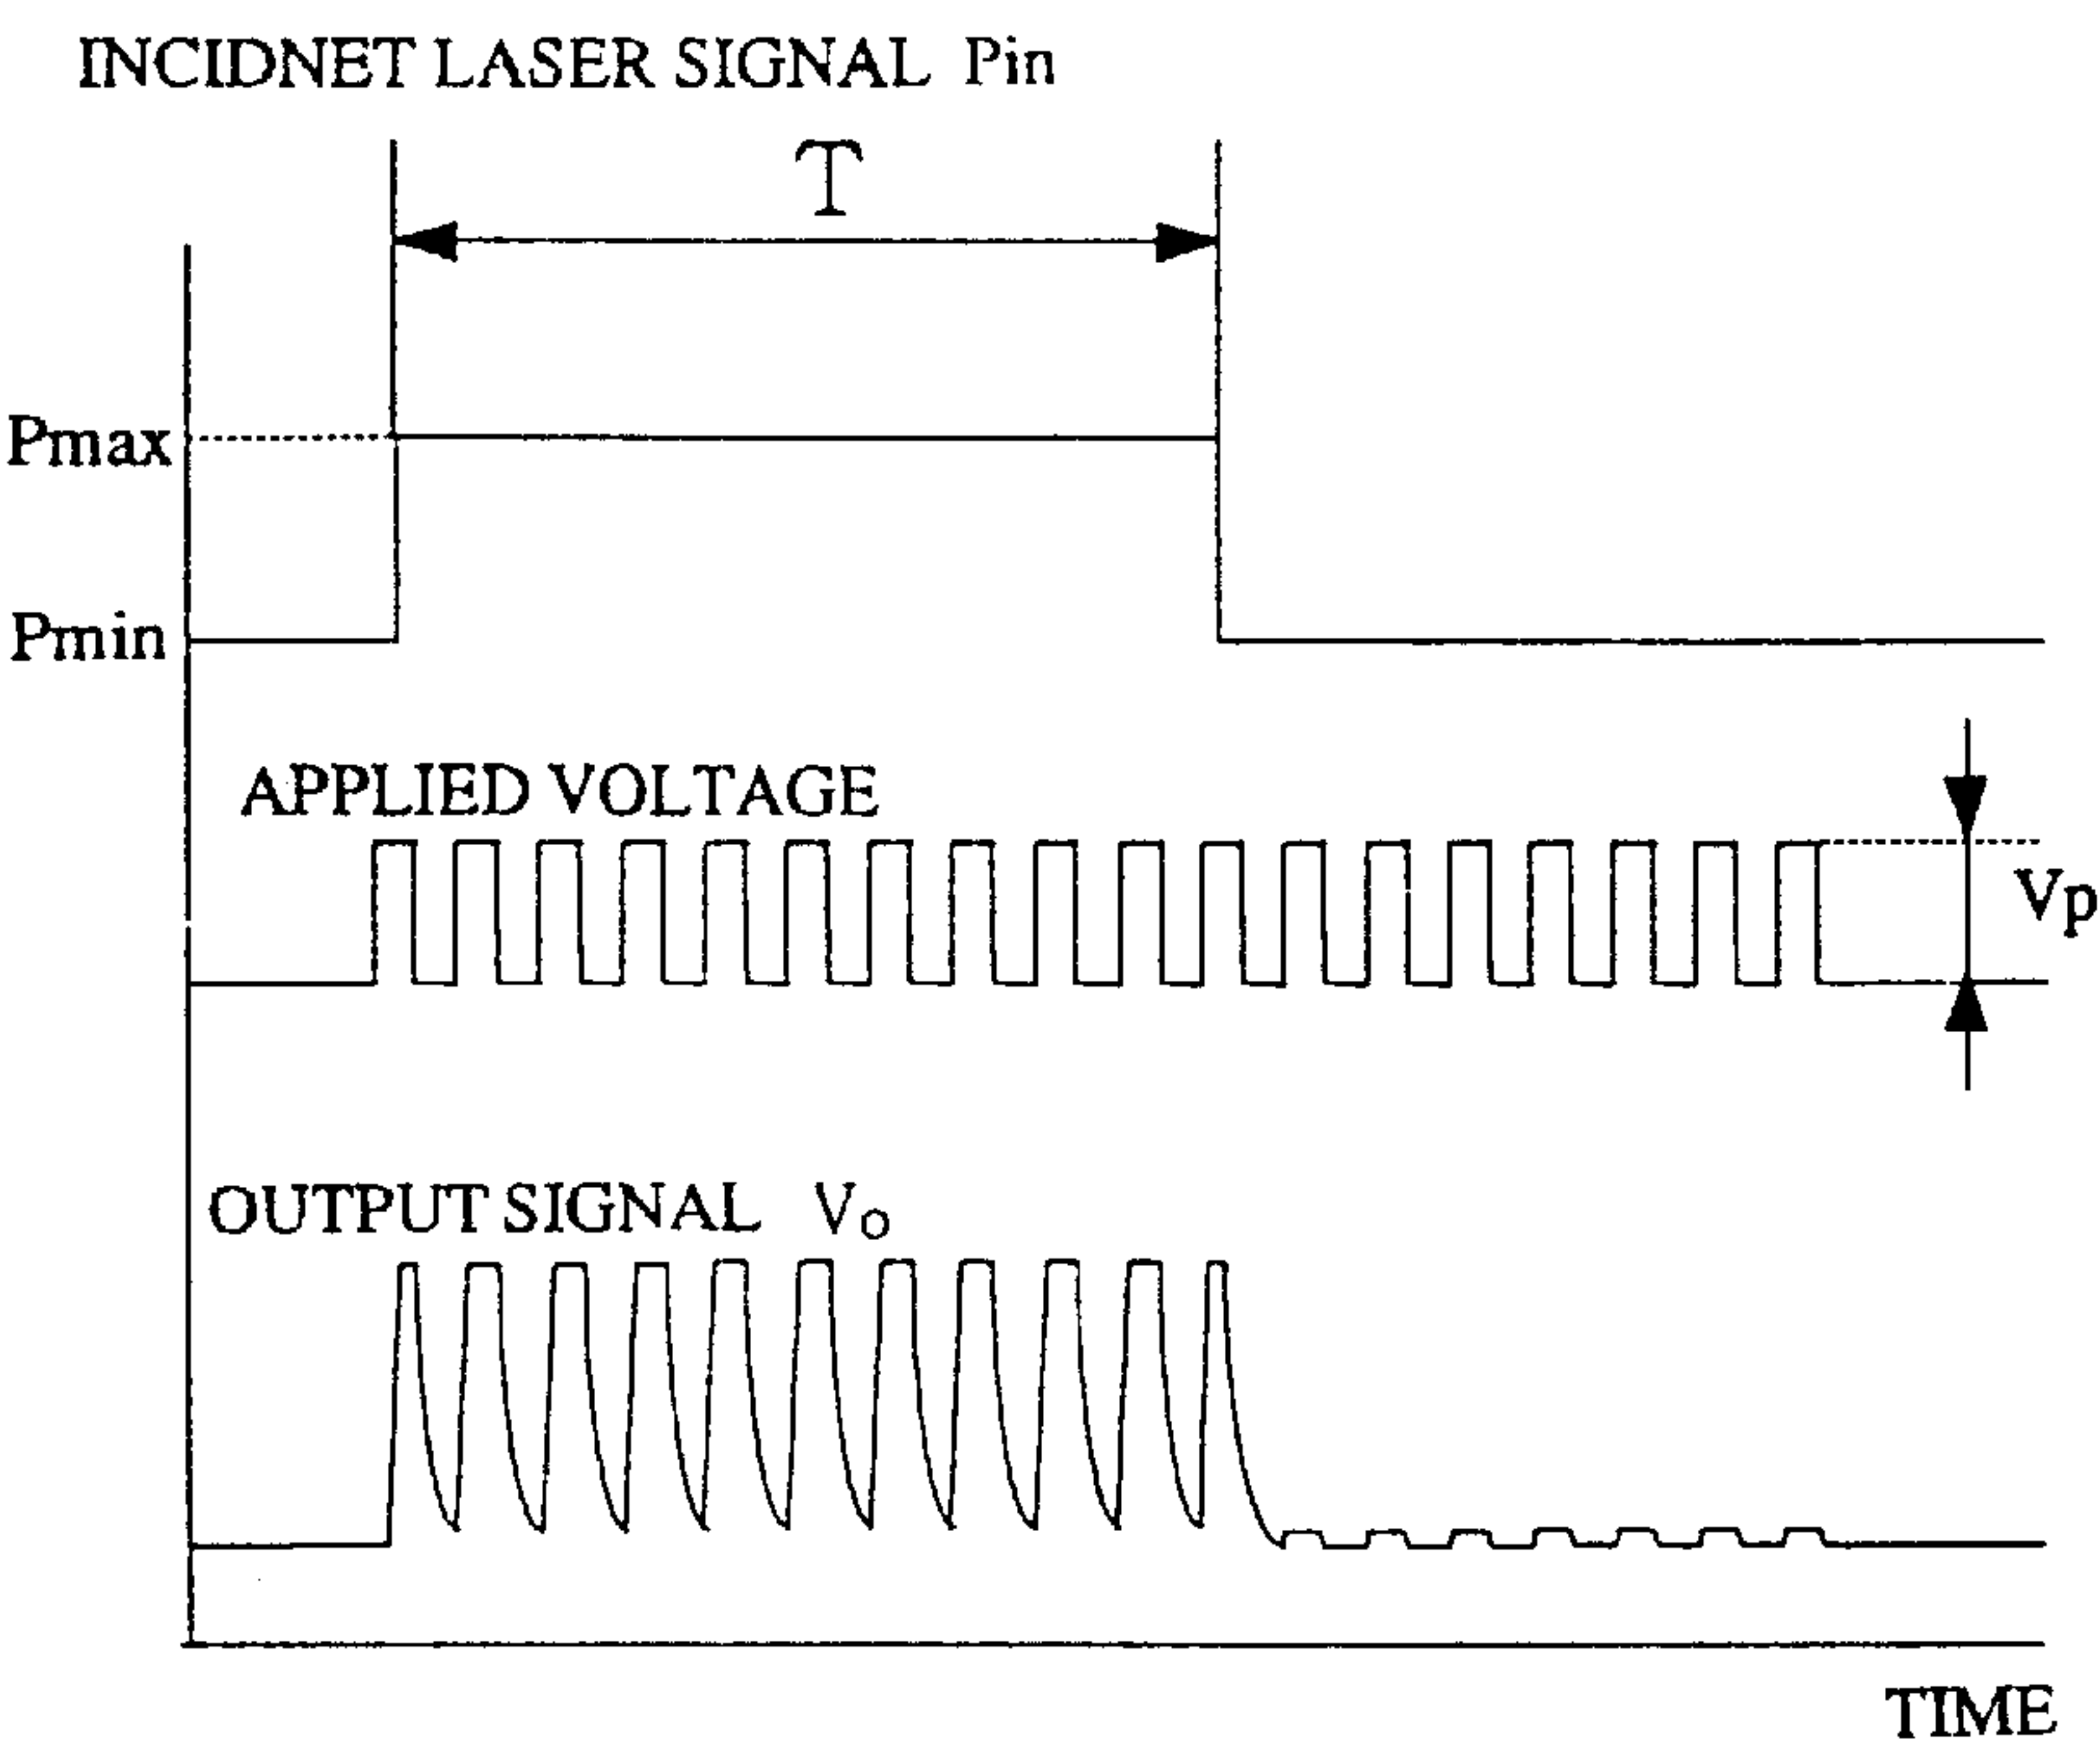 INCIDNET LASER SIGNAL Pin
T
Pmax
Pmin
APPLIED VOLTAGE
Vp
OUTPUT SIGNAL Vo
TIME